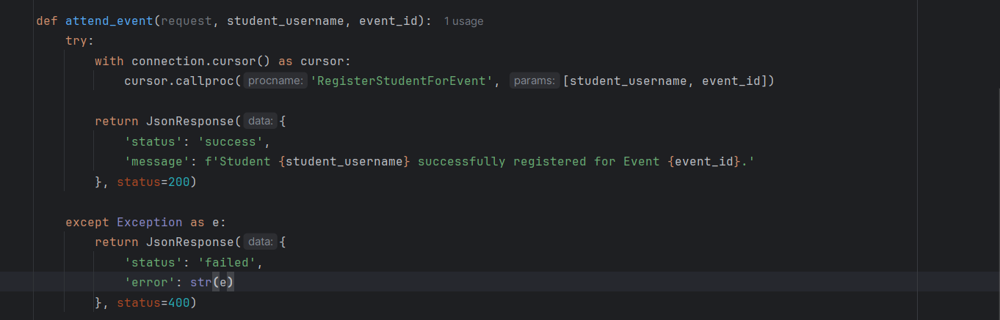 def attend_event(request, student_username, event_id): 1 usage
try:
with connection.cursor() as cursor:
cursor.callproc( procname: 'RegisterStudentForEvent', params: [student_username, event_id])
return JsonResponse( data: {
'status': 'success',
'message': f'Student {student_username} successfully registered for Event {event_id}.'
}, status=200)
except Exception as e:
return JsonResponse( data: {
'status': 'failed',
'error': str(e)
}, status=400)